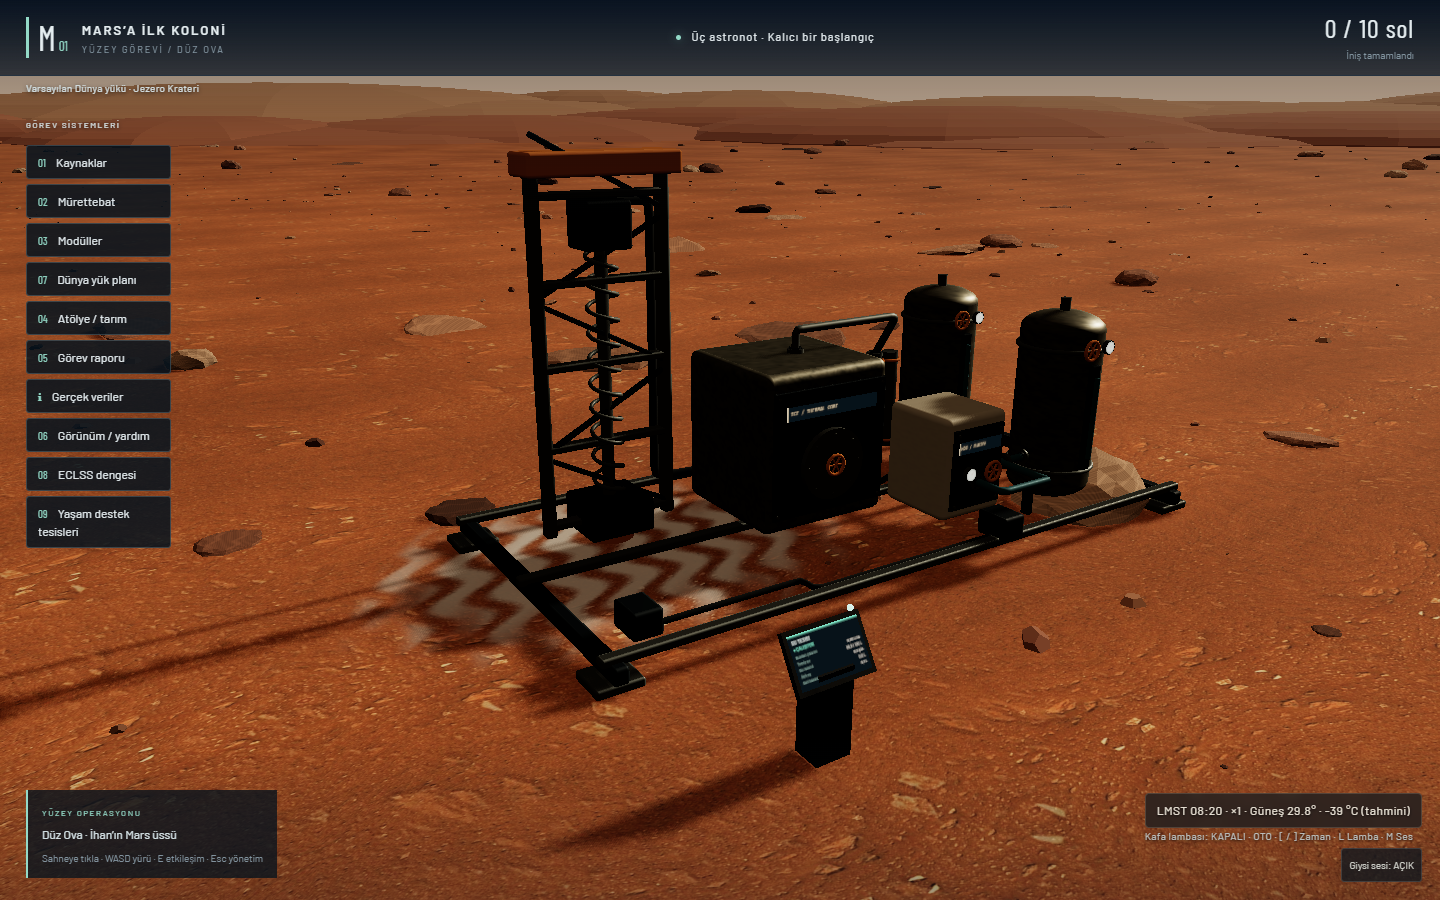 M 01
MARS'A İLK KOLONİ
YÜZEY GÖREVİ / DÜZ OVA
Üç astronot · Kalıcı bir başlangıç
0 / 10 sol
İniş tamamlandı
Varsayılan Dünya yükü · Jezero Krateri
GÖREV SİSTEMLERİ
01 Kaynaklar
02 Mürettebat
03 Modüller
07 Dünya yük planı
04 Atölye / tarım
05 Görev raporu
i Gerçek veriler
06 Görünüm / yardım
08 ECLSS dengesi
09 Yaşam destek
tesisleri
YÜZEY OPERASYONU
Düz Ova · İhan'ın Mars üssü
Sahneye tıkla · WASD yürü · E etkileşim · Esc yönetim
LMST 08:20 · ×1 · Güneş 29.8° · -39 °C (tahmini)
Kafa lambası: KAPALI · OTO · [ / ] Zaman · L Lamba · M Ses
Giysi sesi: AÇIK